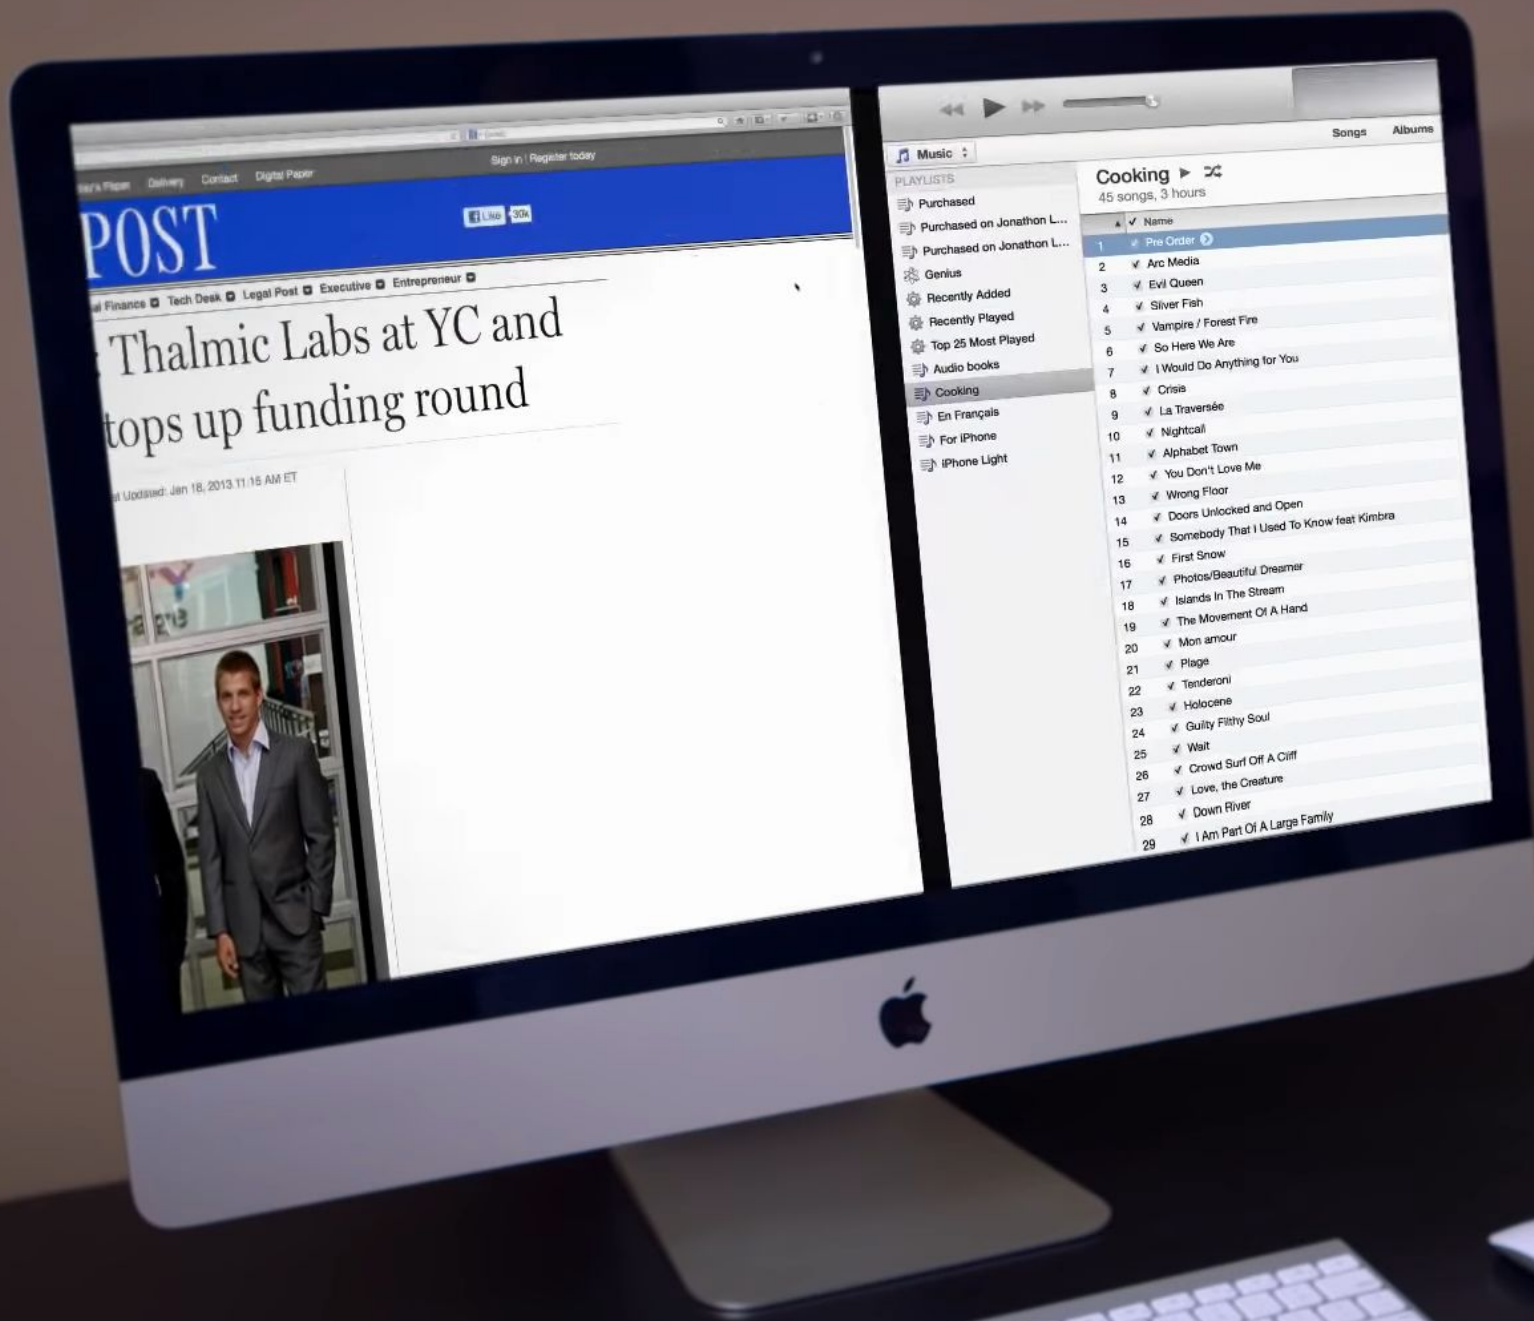 Sign in | Register today
Delivery Contact Digital Paper
POST
Like 30k
Finance Tech Desk Legal Post Executive Entrepreneur
: Thalmic Labs at YC and
tops up funding round
Updated: Jan 18, 2013 11:15 AM ET
Music
Songs Albums
PLAYLISTS
Purchased
Purchased on Jonathon L...
Purchased on Jonathon L...
Genius
Recently Added
Recently Played
Top 25 Most Played
Audio books
Cooking
En Français
For iPhone
iPhone Light
Cooking
45 songs, 3 hours
Name
1 Pre Order
2 Arc Media
3 Evil Queen
4 Silver Fish
5 Vampire / Forest Fire
6 So Here We Are
7 I Would Do Anything for You
8 Crisis
9 La Traversée
10 Nightcall
11 Alphabet Town
12 You Don't Love Me
13 Wrong Floor
14 Doors Unlocked and Open
15 Somebody That I Used To Know feat Kimbra
16 First Snow
17 Photos/Beautiful Dreamer
18 Islands In The Stream
19 The Movement Of A Hand
20 Mon amour
21 Plage
22 Tenderoni
23 Holocene
24 Guilty Filthy Soul
25 Wait
26 Crowd Surf Off A Cliff
27 Love, the Creature
28 Down River
29 I Am Part Of A Large Family